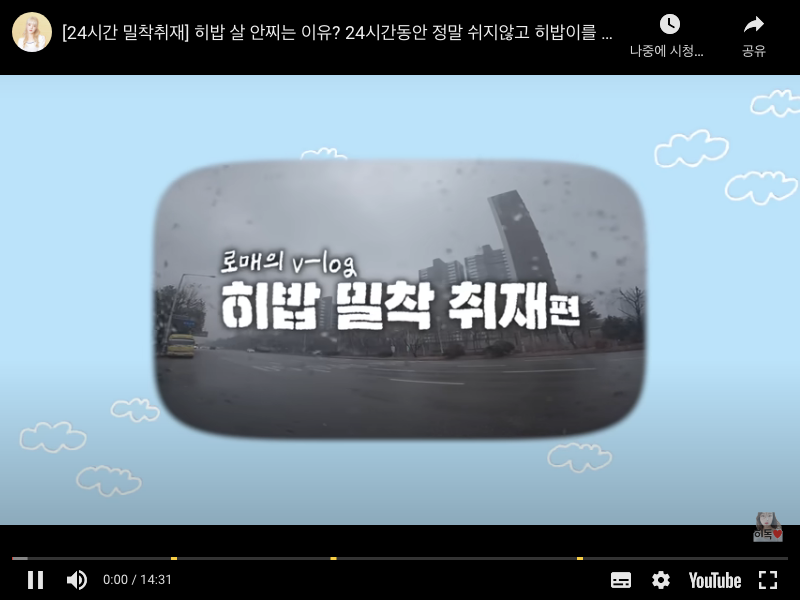 [24시간 밀착취재] 히밥 살 안찌는 이유? 24시간동안 정말 쉬지않고 히밥이를 ...
나중에 시청...
공유
로매의 v-log
히밥 밀착 취재편
이독
0:00 / 14:31
YouTube